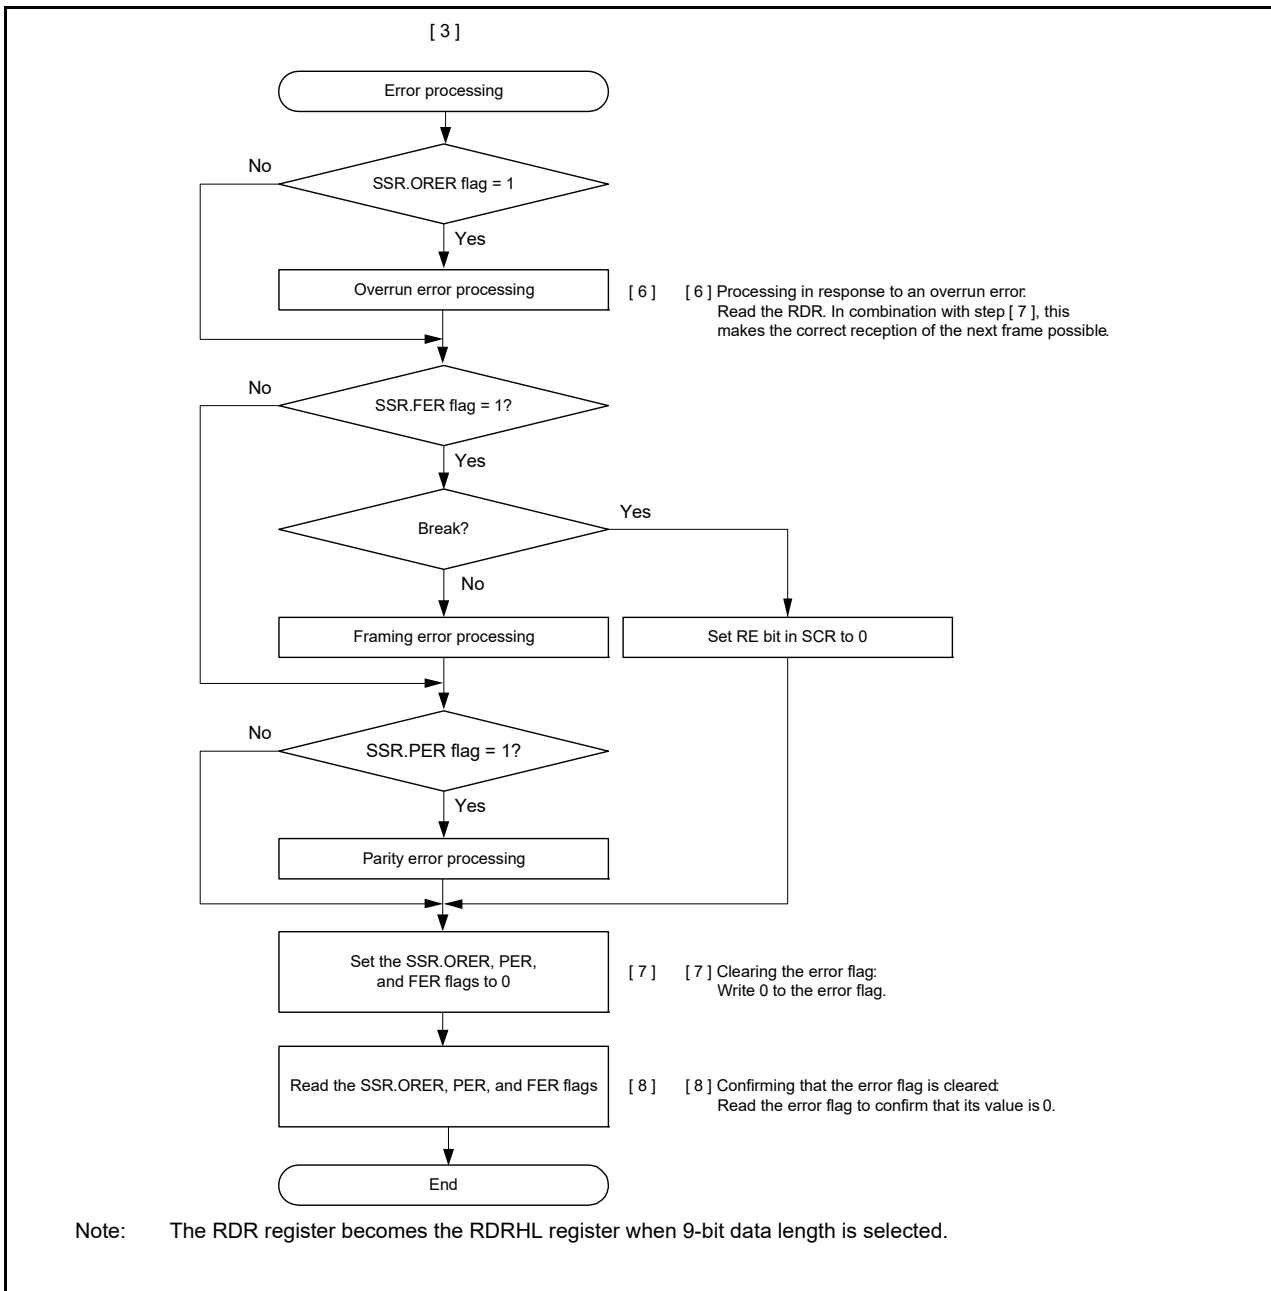 [ 3 ]
Error processing
No
SSR.ORER flag = 1
Yes
Overrun error processing
[ 6 ]
[ 6 ] Processing in response to an overrun error:
Read the RDR. In combination with step [ 7 ], this
makes the correct reception of the next frame possible.
No
SSR.FER flag = 1?
Yes
Break?
Yes
No
Framing error processing
Set RE bit in SCR to 0
No
SSR.PER flag = 1?
Yes
Parity error processing
Set the SSR.ORER, PER,
and FER flags to 0
[ 7 ]
[ 7 ] Clearing the error flag:
Write 0 to the error flag.
Read the SSR.ORER, PER, and FER flags
[ 8 ]
[ 8 ] Confirming that the error flag is cleared:
Read the error flag to confirm that its value is 0.
End
Note: The RDR register becomes the RDRHL register when 9-bit data length is selected.